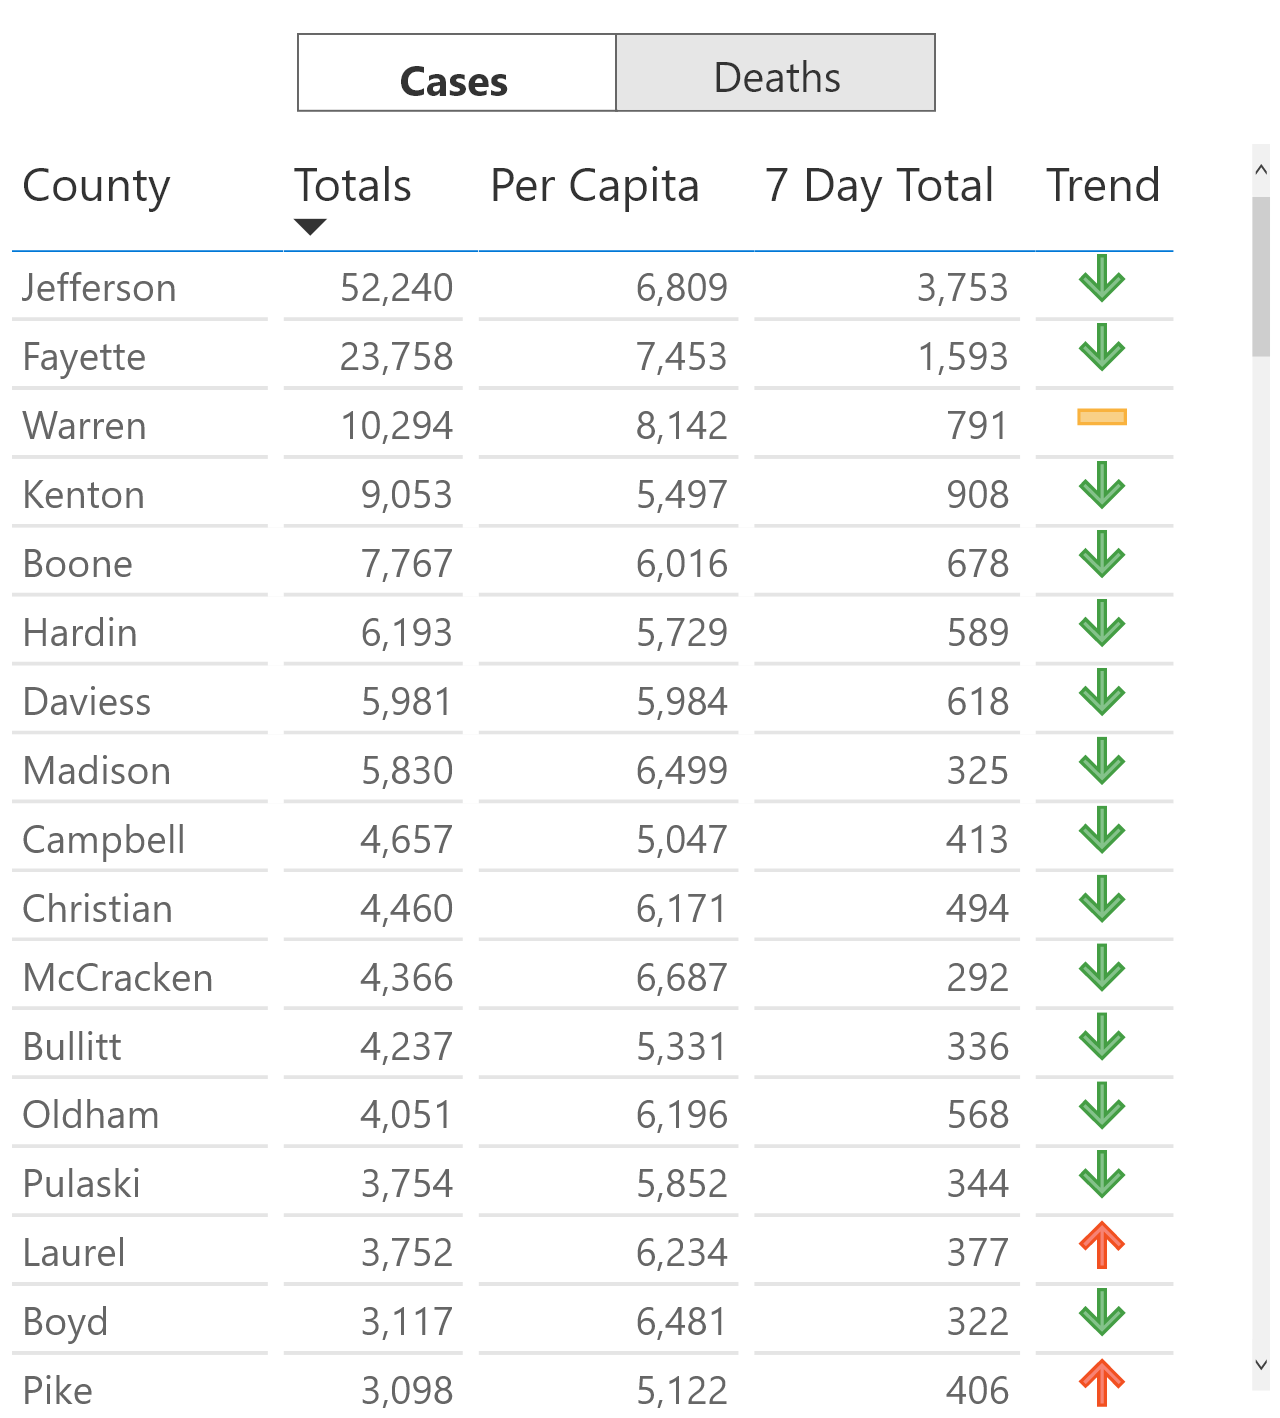 Cases Deaths
County Totals Per Capita 7 Day Total Trend
Jefferson 52,240 6,809 3,753
Fayette 23,758 7,453 1,593
Warren 10,294 8,142 791
Kenton 9,053 5,497 908
Boone 7,767 6,016 678
Hardin 6,193 5,729 589
Daviess 5,981 5,984 618
Madison 5,830 6,499 325
Campbell 4,657 5,047 413
Christian 4,460 6,171 494
McCracken 4,366 6,687 292
Bullitt 4,237 5,331 336
Oldham 4,051 6,196 568
Pulaski 3,754 5,852 344
Laurel 3,752 6,234 377
Boyd 3,117 6,481 322
Pike 3,098 5,122 406